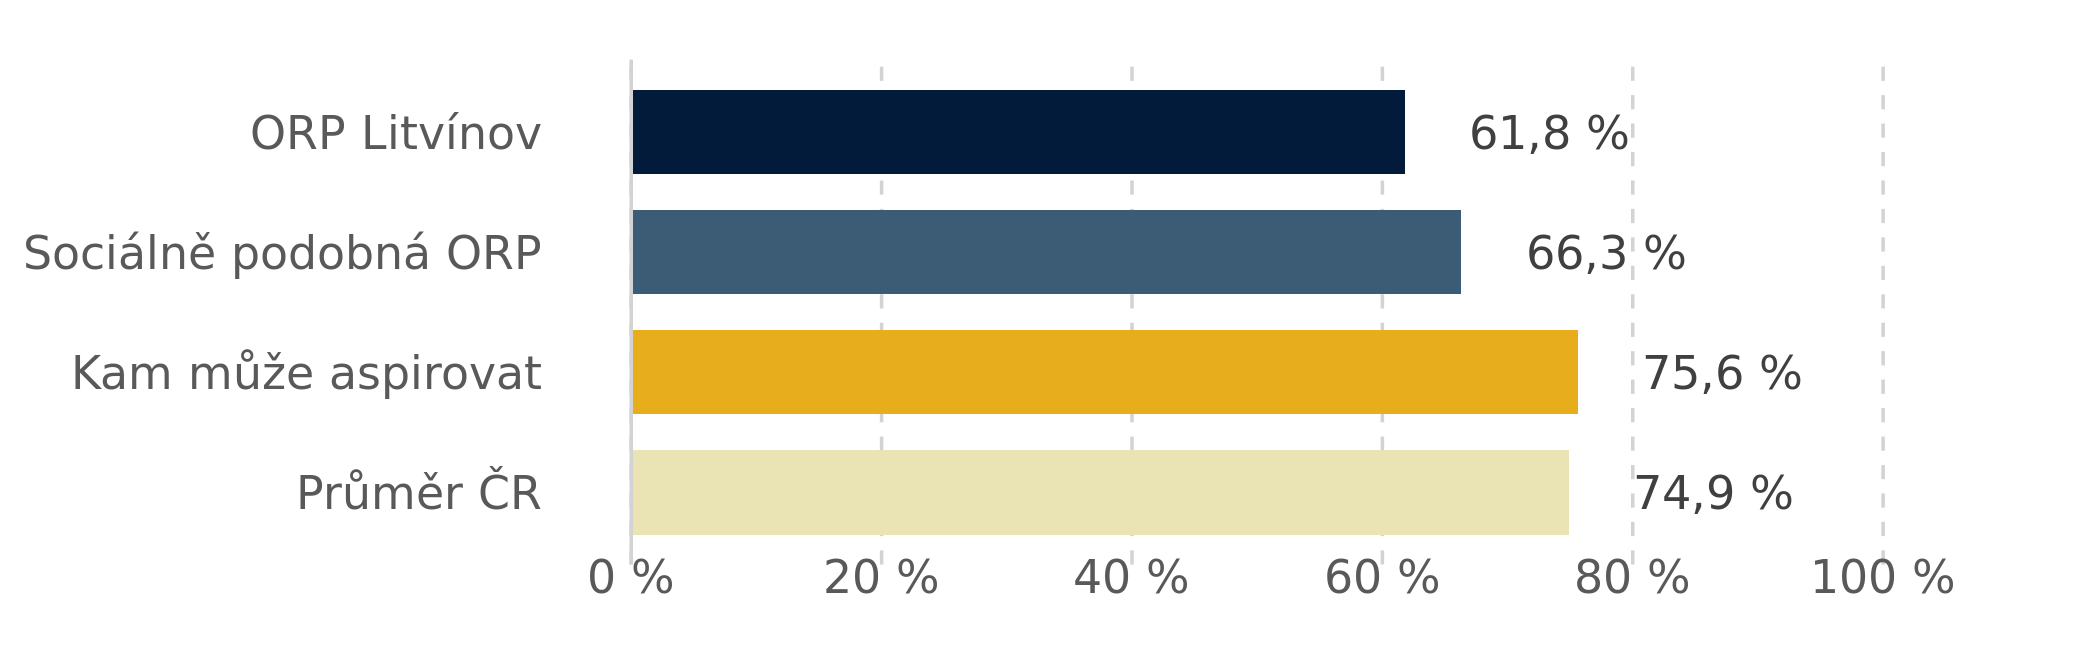 ORP Litvínov 61,8 %
Sociálně podobná ORP 66,3 %
Kam může aspirovat 75,6 %
Průměr ČR 74,9 %
0 % 20 % 40 % 60 % 80 % 100 %